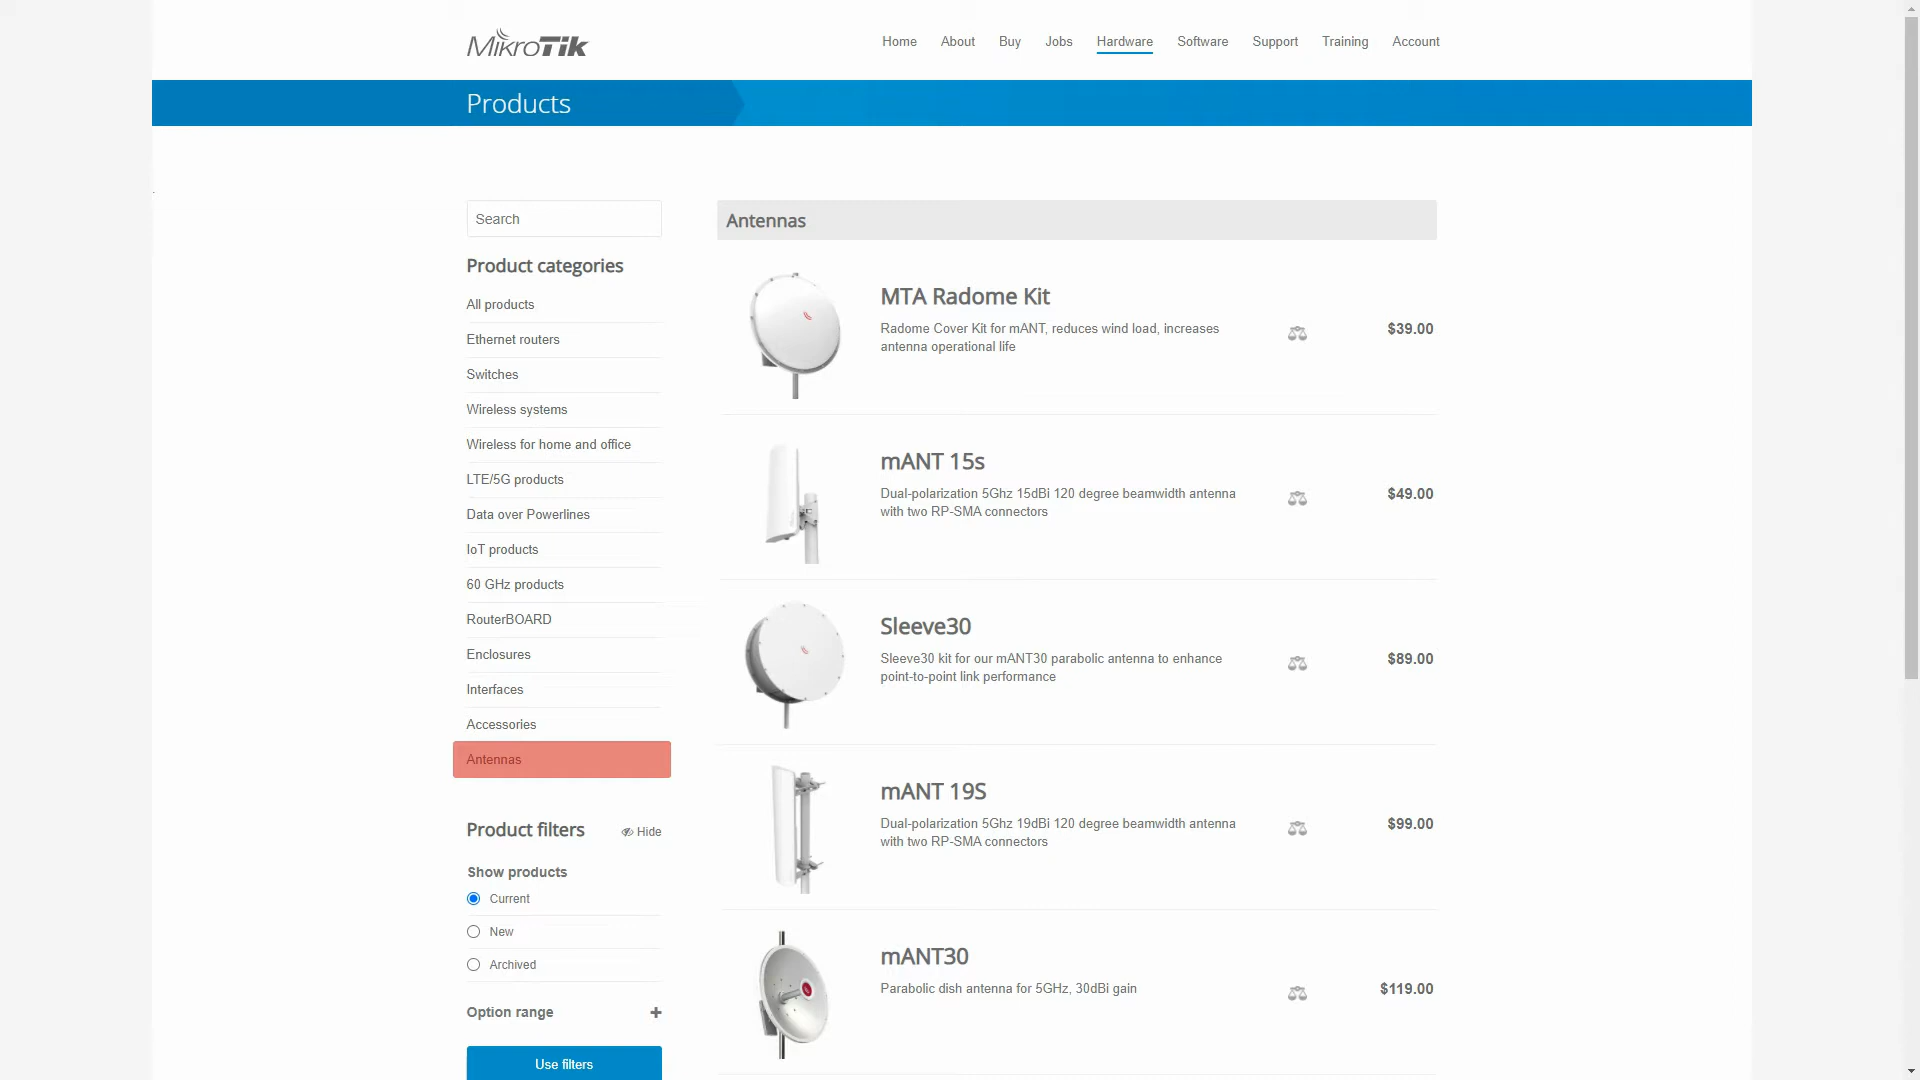 MikroTik
Home About Buy Jobs Hardware Software Support Training Account
Products
Search
Product categories
All products
Ethernet routers
Switches
Wireless systems
Wireless for home and office
LTE/5G products
Data over Powerlines
IoT products
60 GHz products
RouterBOARD
Enclosures
Interfaces
Accessories
Antennas
Product filters Hide
Show products
Current
New
Archived
Option range
Use filters
Antennas
MTA Radome Kit
Radome Cover Kit for mANT, reduces wind load, increases
antenna operational life
$39.00
mANT 15s
Dual-polarization 5Ghz 15dBi 120 degree beamwidth antenna
with two RP-SMA connectors
$49.00
Sleeve30
Sleeve30 kit for our mANT30 parabolic antenna to enhance
point-to-point link performance
$89.00
mANT 19S
Dual-polarization 5Ghz 19dBi 120 degree beamwidth antenna
with two RP-SMA connectors
$99.00
mANT30
Parabolic dish antenna for 5GHz, 30dBi gain
$119.00